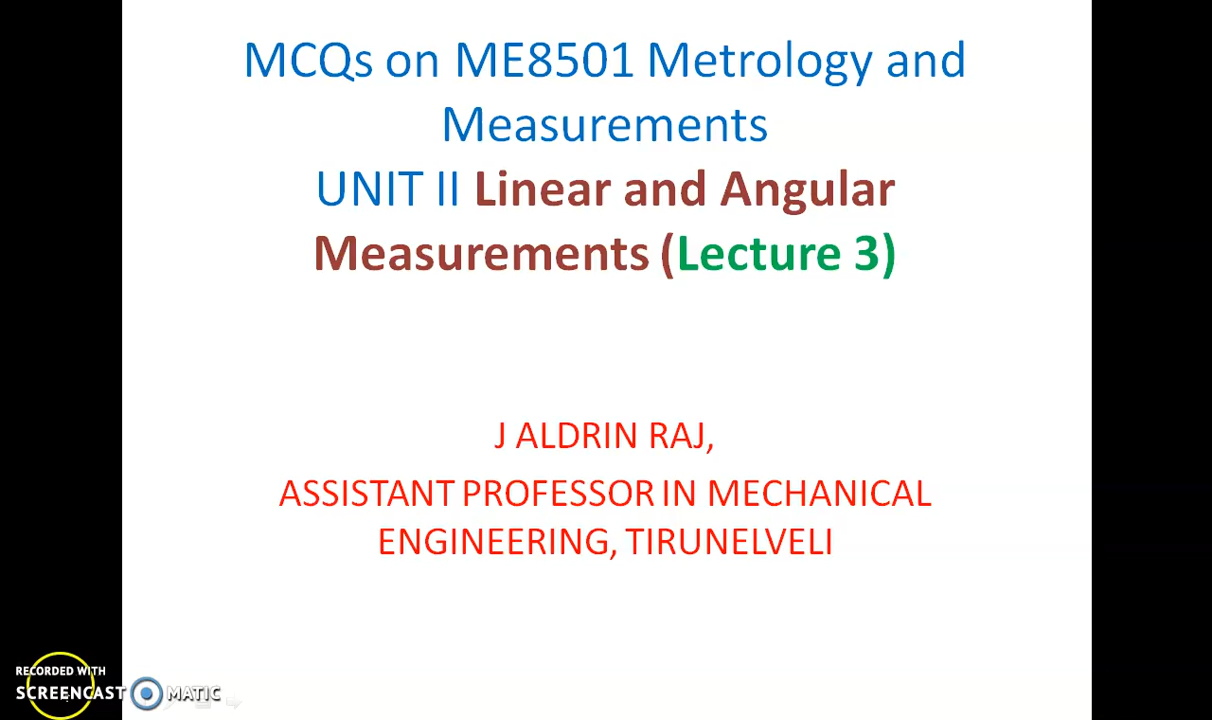 MCQs on ME8501 Metrology and
Measurements
UNIT II Linear and Angular
Measurements (Lecture 3)
J ALDRIN RAJ,
ASSISTANT PROFESSOR IN MECHANICAL
ENGINEERING, TIRUNELVELI
RECORDED WITH
SCREENCAST MATIC